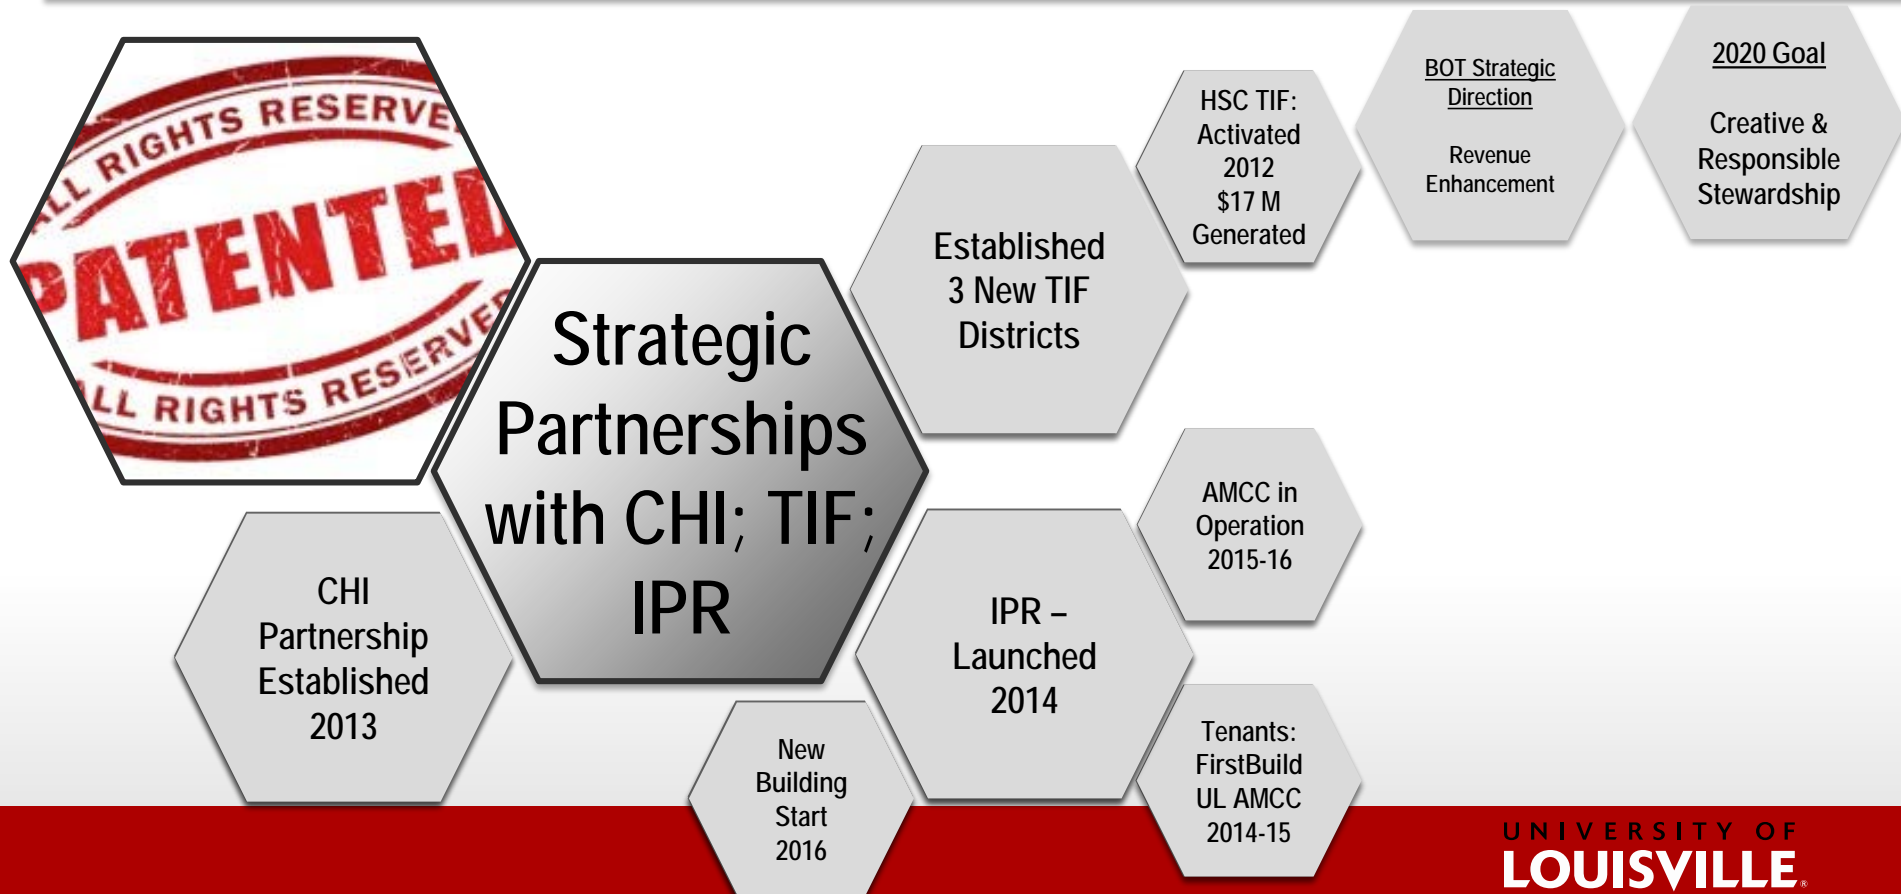 ALL RIGHTS RESERVE
PATENTED
ALL RIGHTS RESERVED
Strategic
Partnerships
with CHI; TIF;
IPR
CHI
Partnership
Established
2013
Established
3 New TIF
Districts
HSC TIF:
Activated
2012
$17 M
Generated
BOT Strategic
Direction
Revenue
Enhancement
2020 Goal
Creative &
Responsible
Stewardship
IPR –
Launched
2014
AMCC in
Operation
2015-16
Tenants:
FirstBuild
UL AMCC
2014-15
New
Building
Start
2016
UNIVERSITY OF
LOUISVILLE®